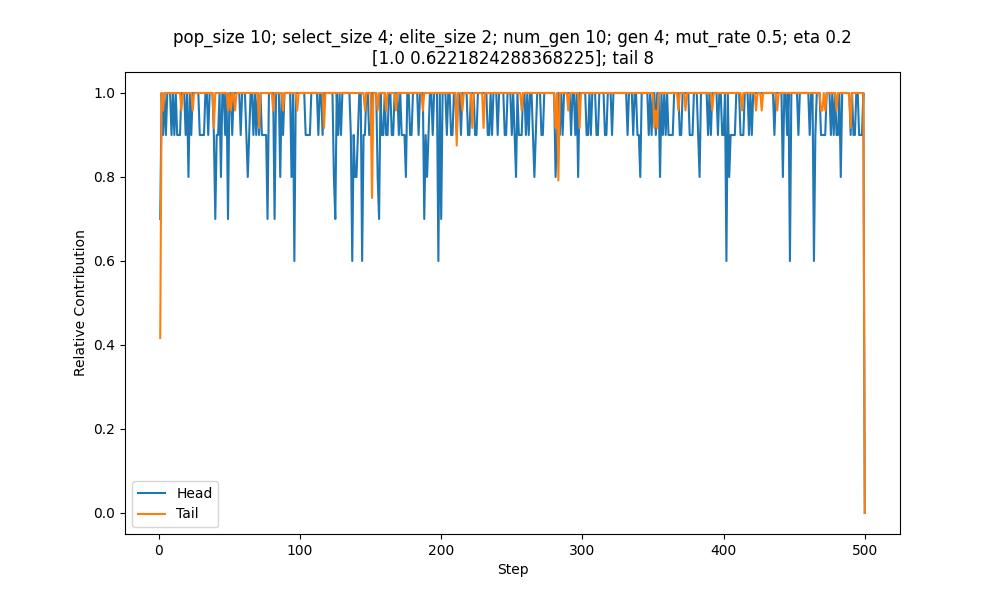 pop_size 10; select_size 4; elite_size 2; num_gen 10; gen 4; mut_rate 0.5; eta 0.2
[1.0 0.6221824288368225]; tail 8
1.0
0.8
0.6
0.4
0.2
0.0
Relative Contribution
Head
Tail
0
100
200
300
400
500
Step